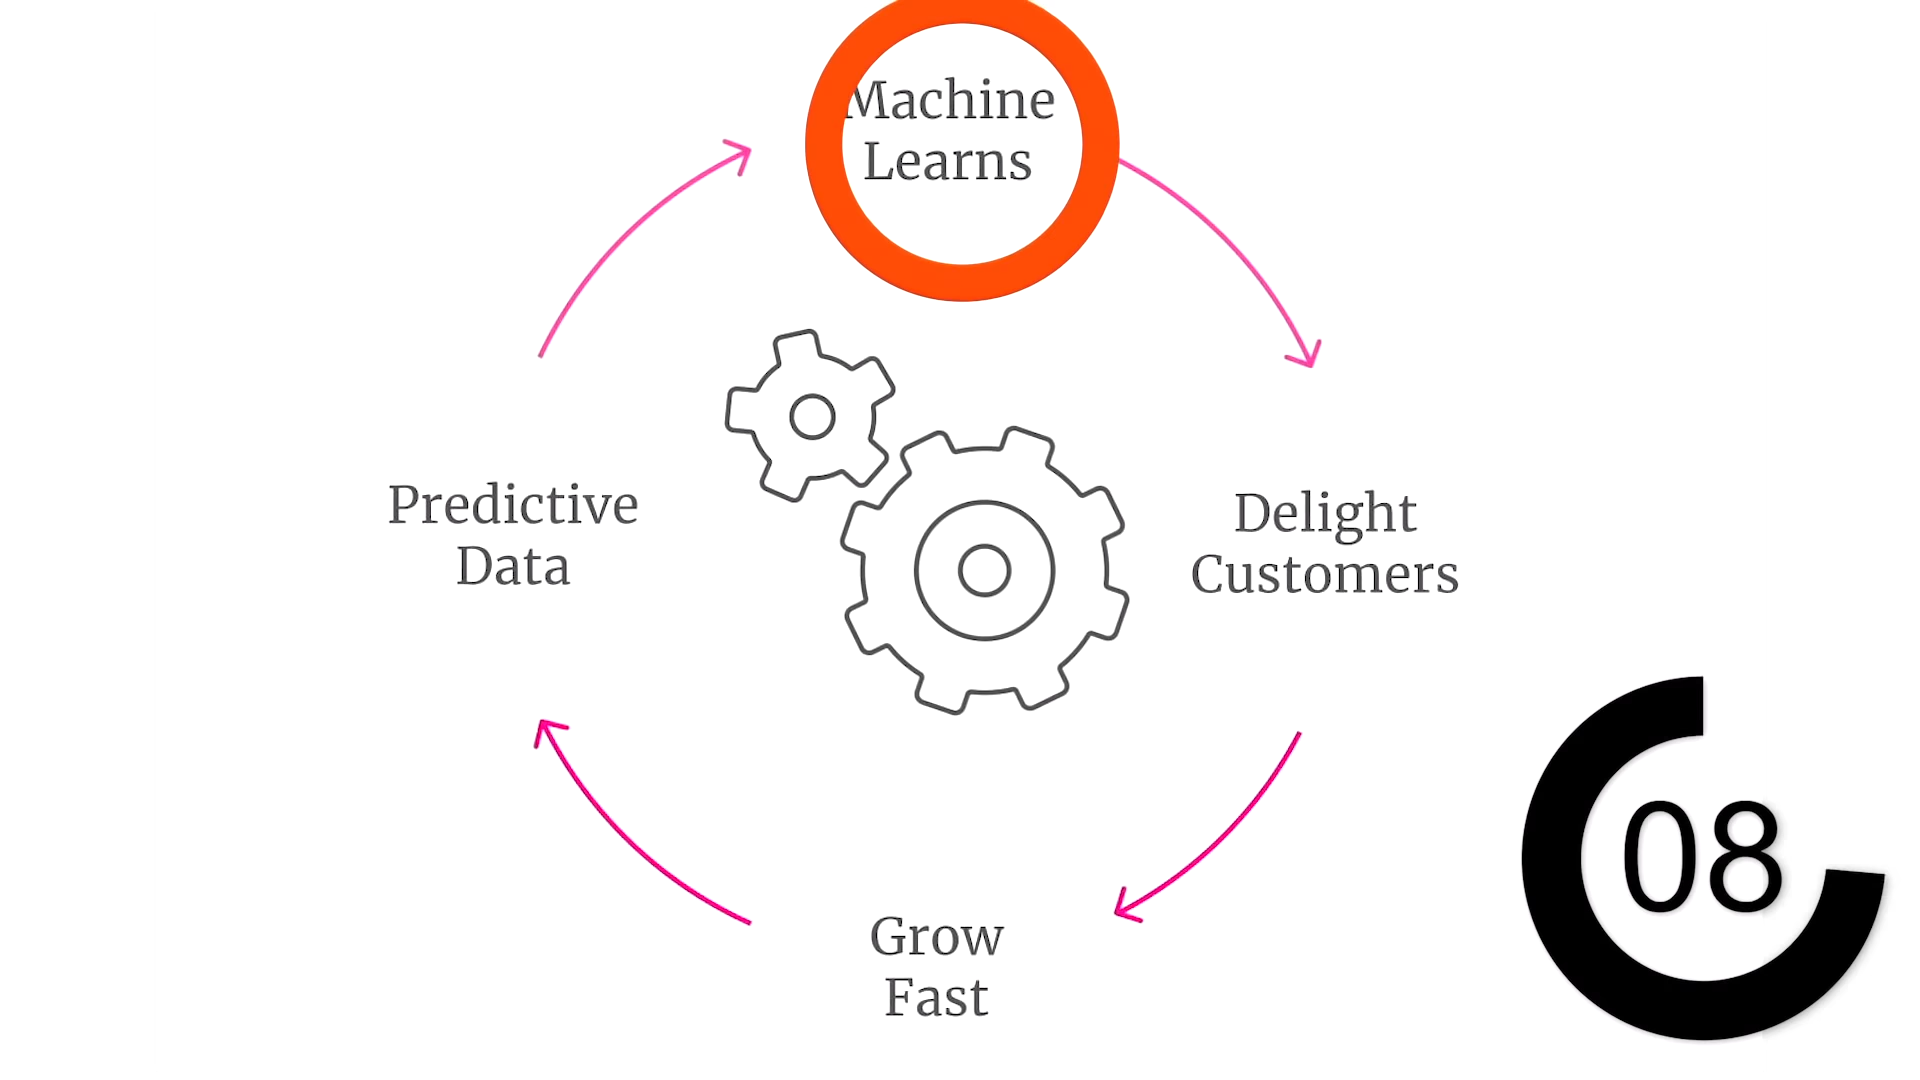 Machine
Learns
Predictive
Data
Delight
Customers
Grow
Fast
08